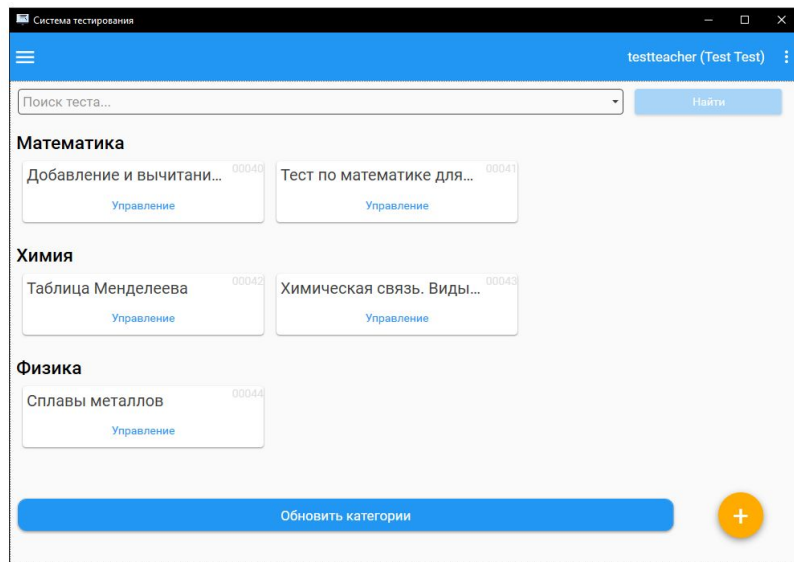 Система тестирования
testteacher (Test Test)
Поиск теста...
Найти
Математика
Добавление и вычитани...
00040
Тест по математике для...
00041
Управление
Управление
Химия
Таблица Менделеева
00042
Химическая связь. Виды...
00043
Управление
Управление
Физика
Сплавы металлов
00044
Управление
Обновить категории
+